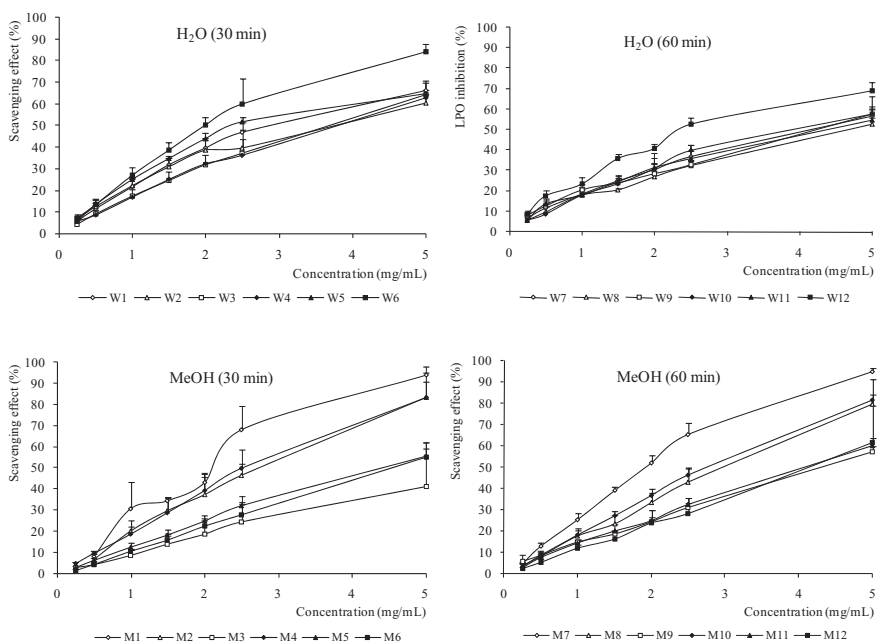 H₂O (30 min)
Scavenging effect (%)
100
90
80
70
60
50
40
30
20
10
0
0 1 2 3 4 5
Concentration (mg/mL)
W1 W2 W3 W4 W5 W6
H₂O (60 min)
LPO inhibition (%)
100
90
80
70
60
50
40
30
20
10
0
0 1 2 3 4 5
Concentration (mg/mL)
W7 W8 W9 W10 W11 W12
MeOH (30 min)
Scavenging effect (%)
100
90
80
70
60
50
40
30
20
10
0
0 1 2 3 4 5
Concentration (mg/mL)
M1 M2 M3 M4 M5 M6
MeOH (60 min)
Scavenging effect (%)
100
90
80
70
60
50
40
30
20
10
0
0 1 2 3 4 5
Concentration (mg/mL)
M7 M8 M9 M10 M11 M12